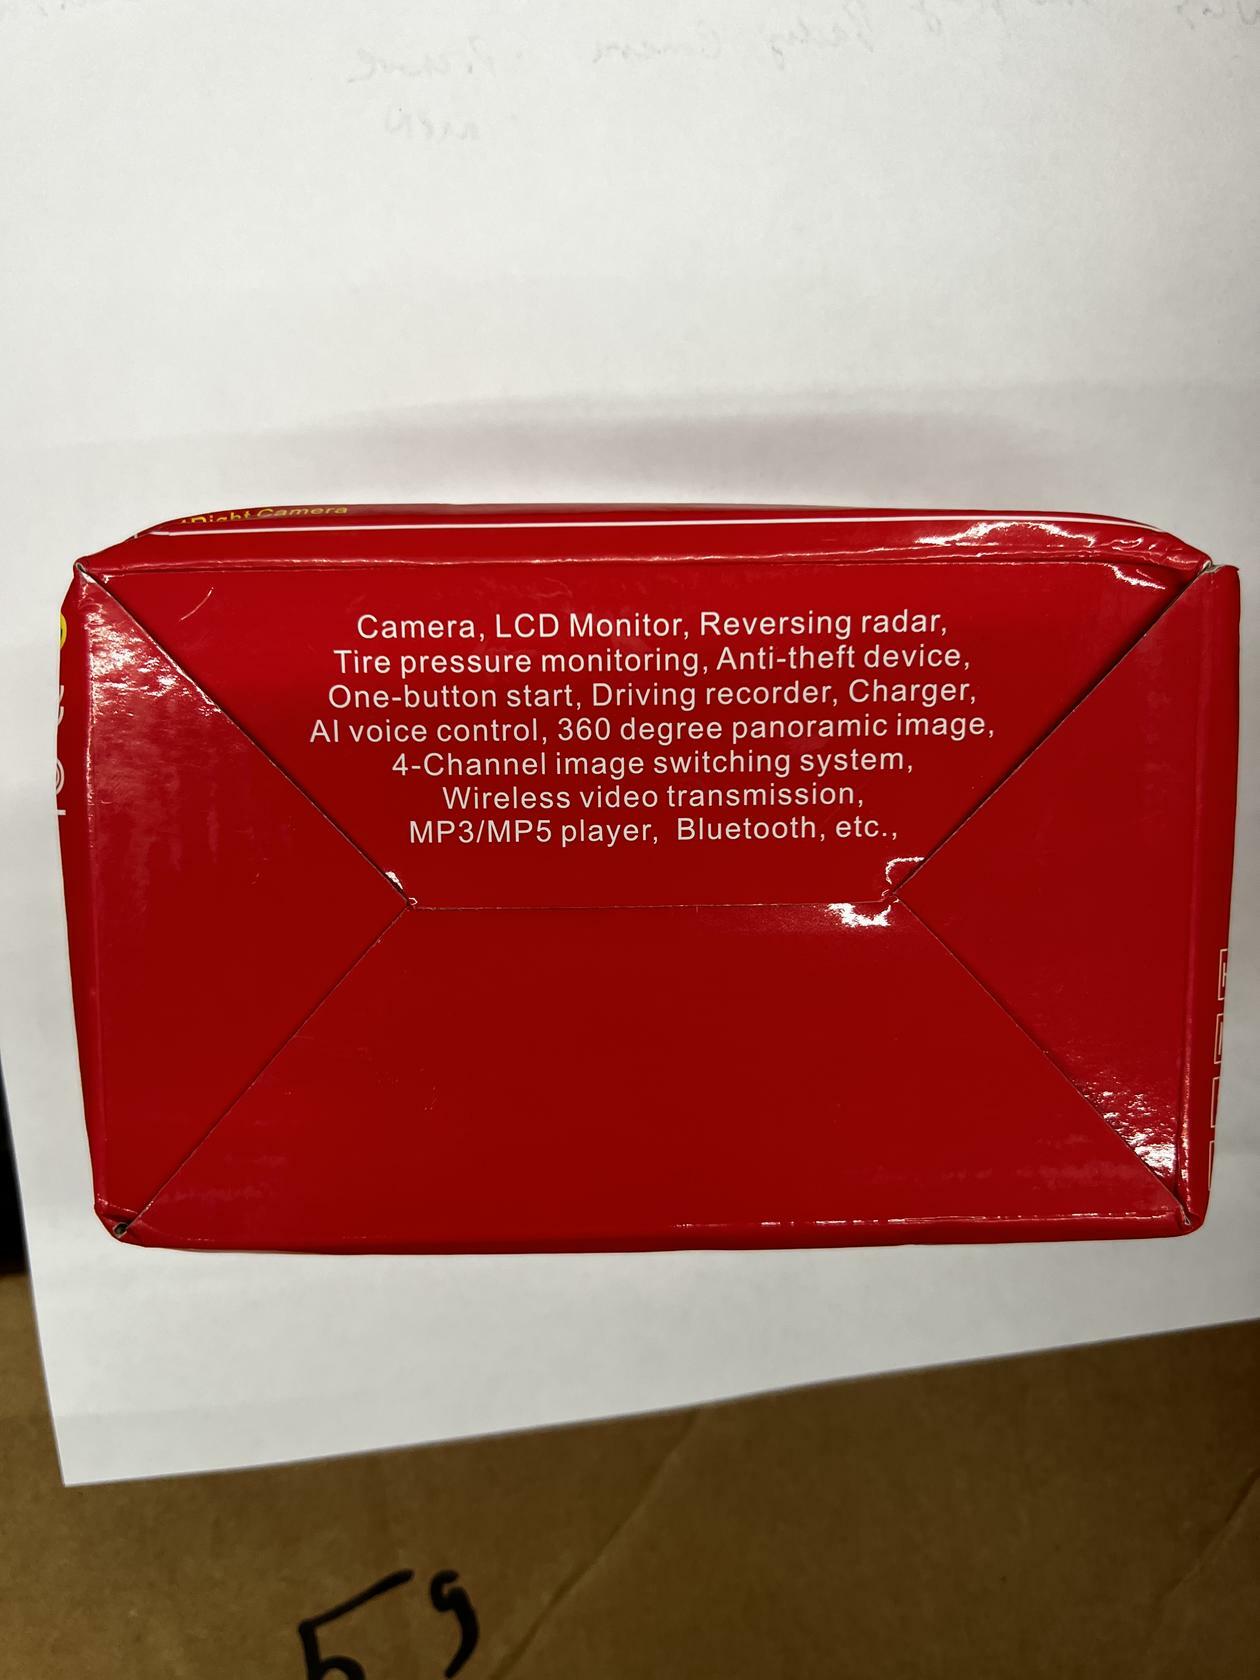 Right Camera
Camera, LCD Monitor, Reversing radar,
Tire pressure monitoring, Anti-theft device,
One-button start, Driving recorder, Charger,
AI voice control, 360 degree panoramic image,
4-Channel image switching system,
Wireless video transmission,
MP3/MP5 player, Bluetooth, etc.,
59